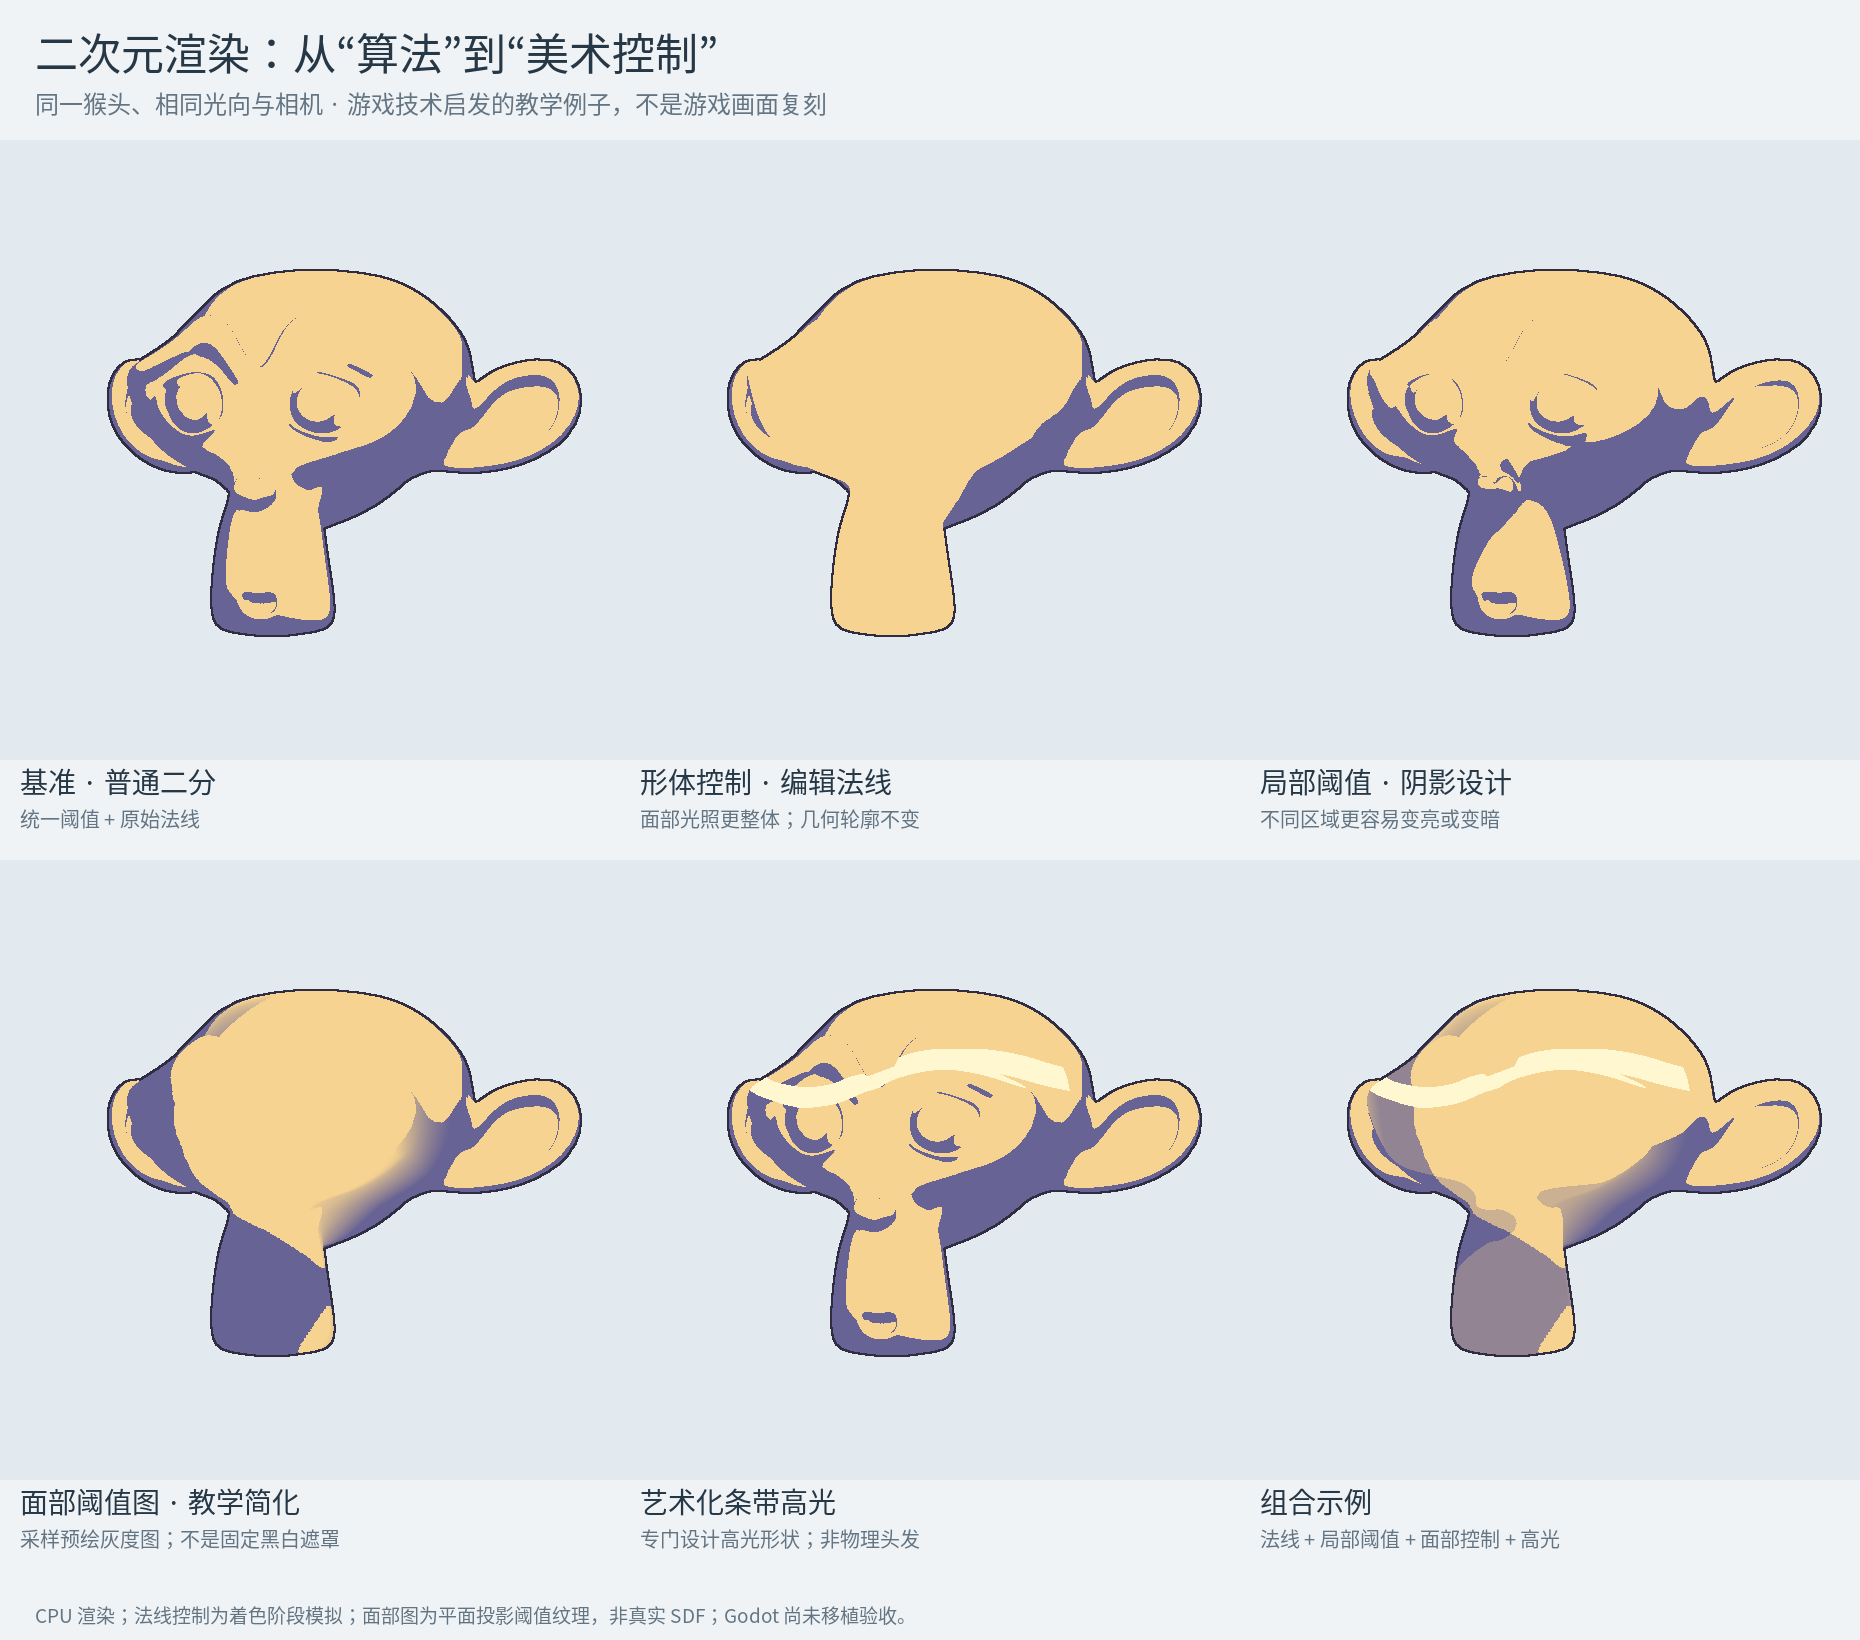 二次元渲染：从“算法”到“美术控制”
同一猴头、相同光向与相机 · 游戏技术启发的教学例子，不是游戏画面复刻
基准 · 普通二分
统一阈值 + 原始法线
形体控制 · 编辑法线
面部光照更整体；几何轮廓不变
局部阈值 · 阴影设计
不同区域更容易变亮或变暗
面部阈值图 · 教学简化
采样预绘灰度图；不是固定黑白遮罩
艺术化条带高光
专门设计高光形状；非物理头发
组合示例
法线 + 局部阈值 + 面部控制 + 高光
CPU 渲染；法线控制为着色阶段模拟；面部图为平面投影阈值纹理，非真实 SDF；Godot 尚未移植验收。